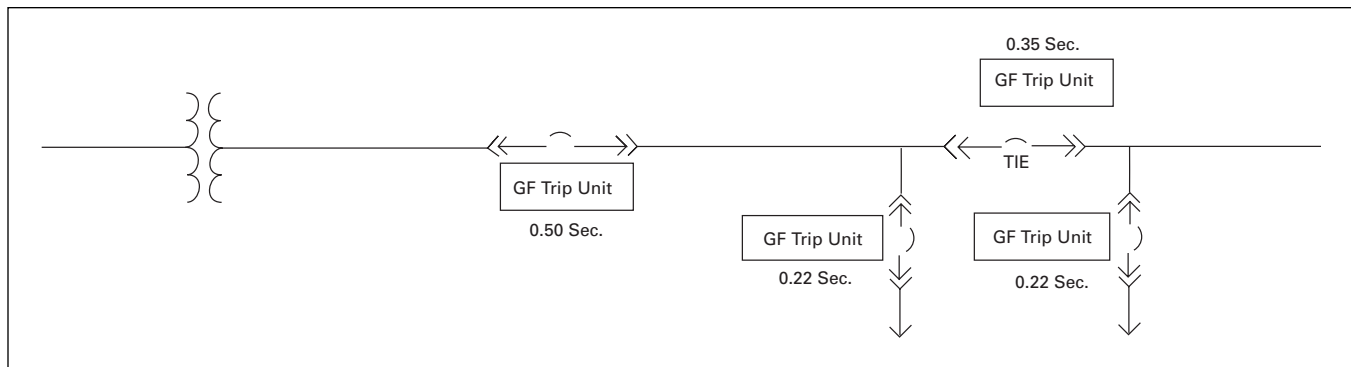 0.35 Sec.
GF Trip Unit
TIE
GF Trip Unit
0.50 Sec.
GF Trip Unit
0.22 Sec.
GF Trip Unit
0.22 Sec.